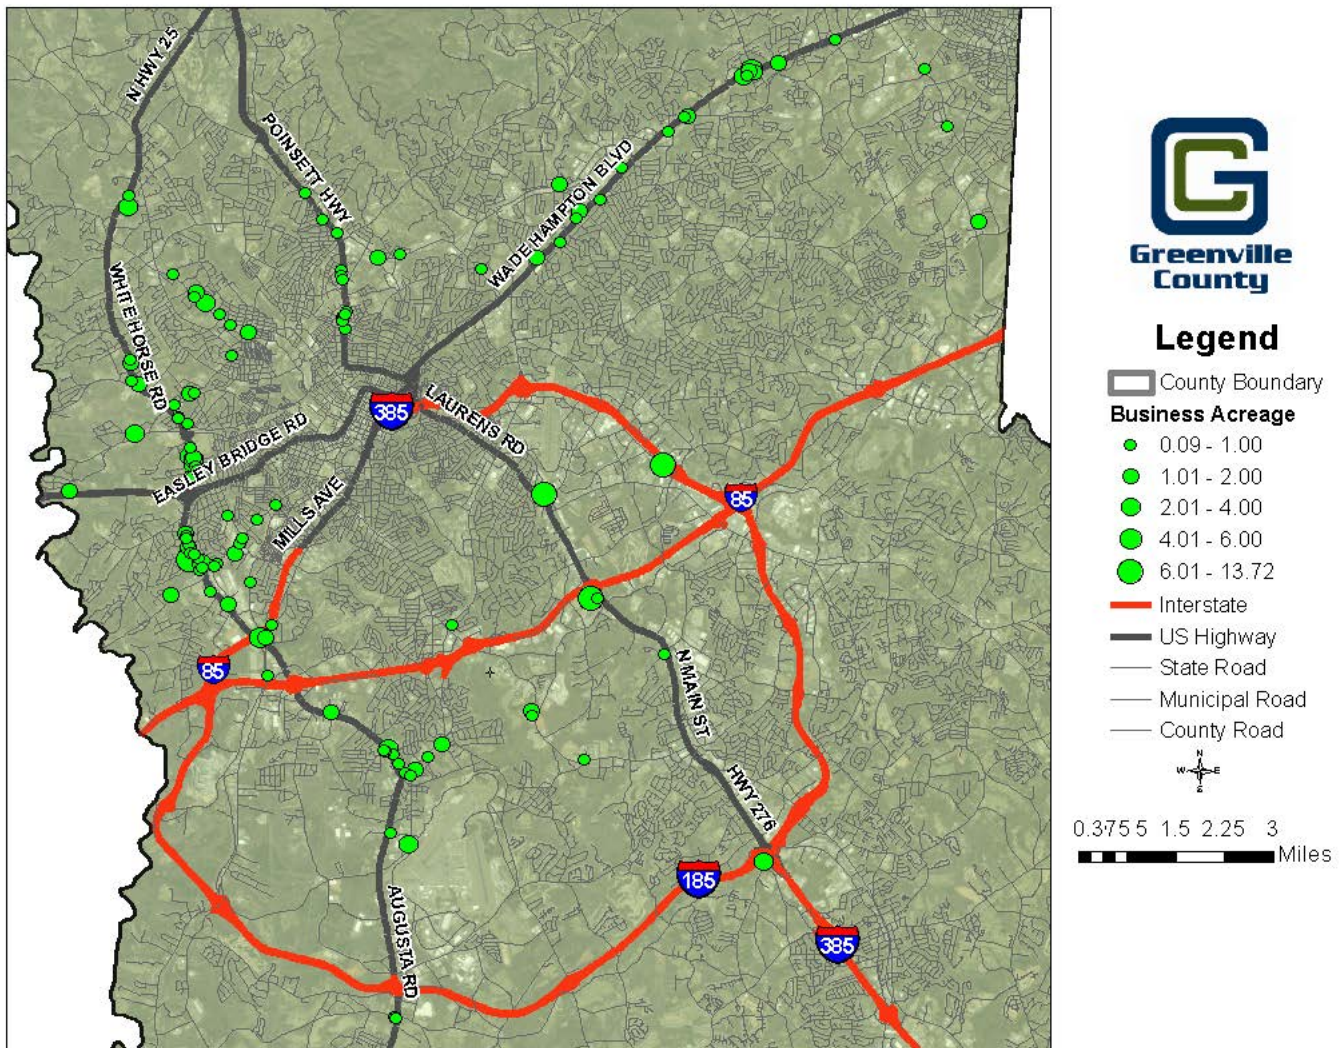 N HWY 25
POINSETT HWY
WADE HAMPTON BLVD
WHITE HORSE RD
LAURENS RD
385
EASLEY BRIDGE RD
MILLS AVE
85
85
N MAIN ST
HWY 276
185
385
AUGUSTA RD
Greenville
County
Legend
County Boundary
Business Acreage
0.09 - 1.00
1.01 - 2.00
2.01 - 4.00
4.01 - 6.00
6.01 - 13.72
Interstate
US Highway
State Road
Municipal Road
County Road
N
W E
S
1.5 2.25 3
Miles